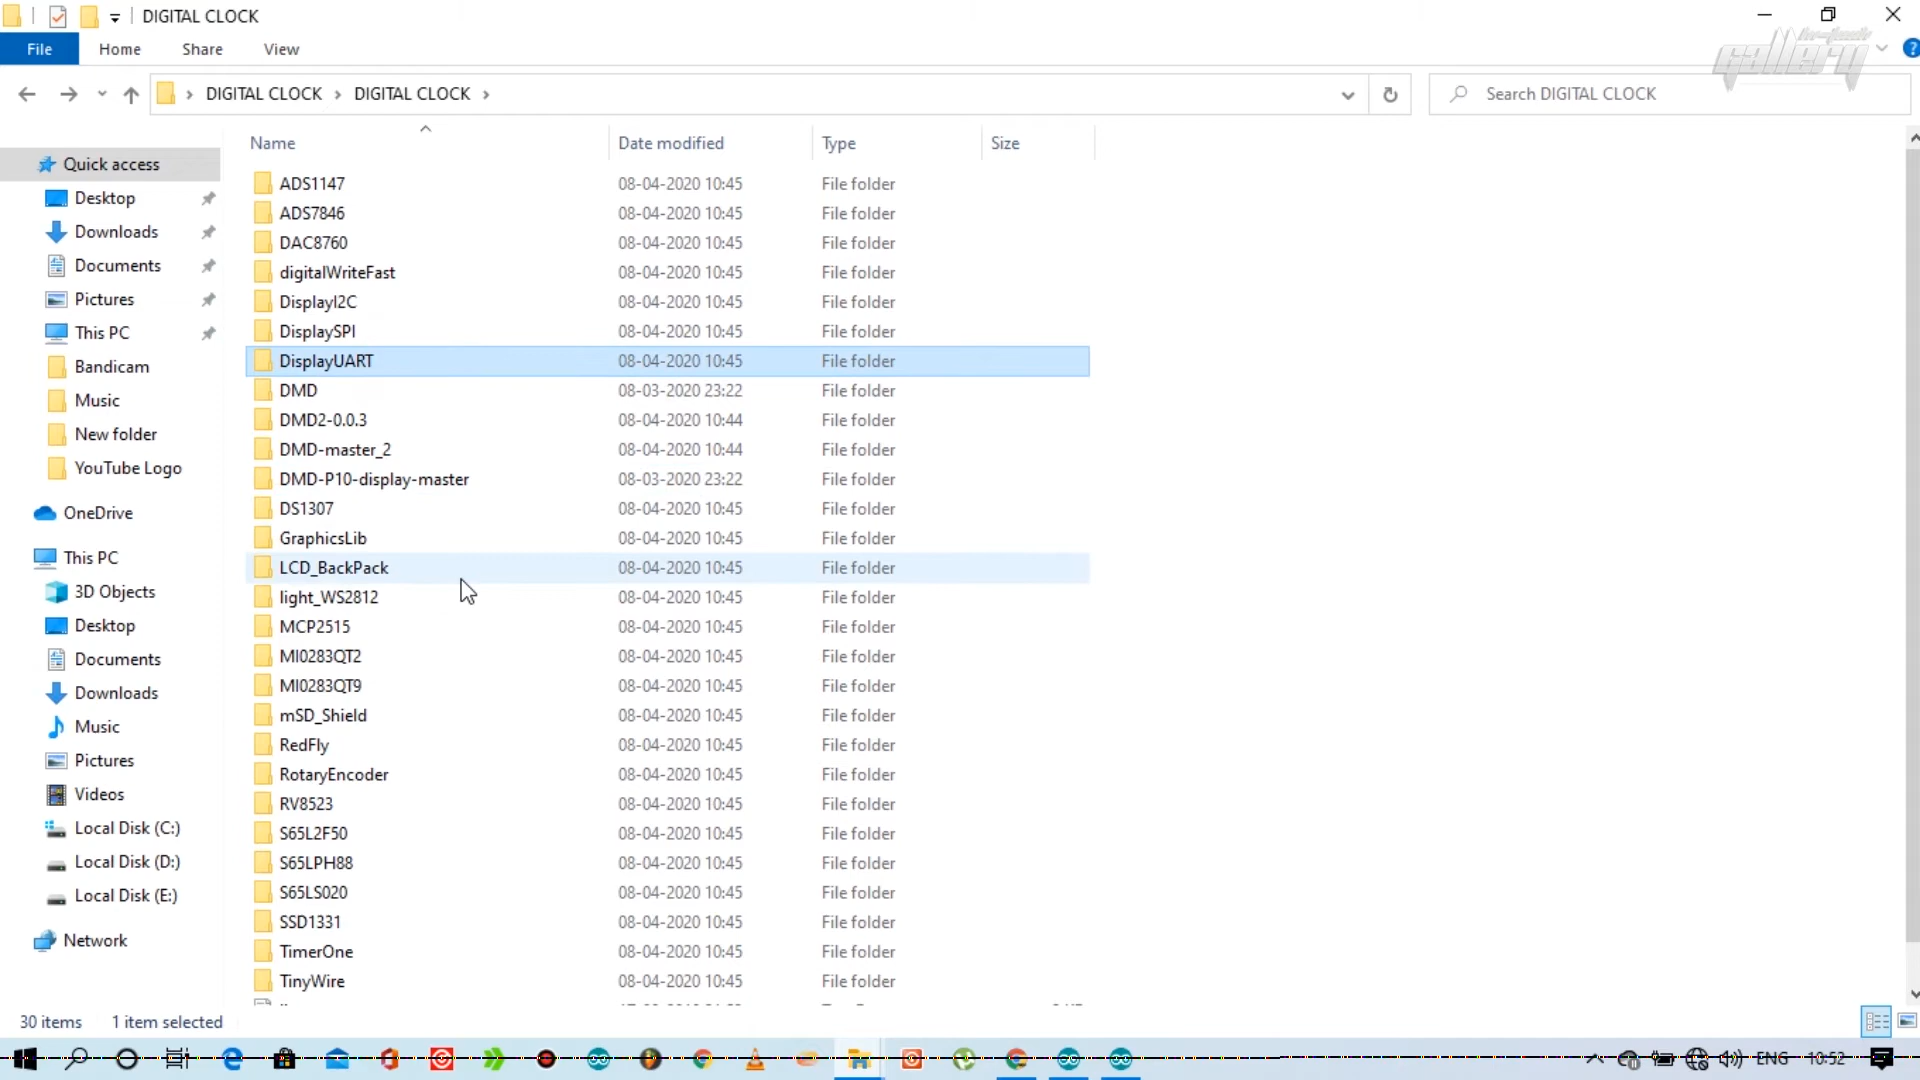 DIGITAL CLOCK
File Home Share View
gallery
DIGITAL CLOCK DIGITAL CLOCK
Search DIGITAL CLOCK
Name Date modified Type Size
Quick access
Desktop
Downloads
Documents
Pictures
This PC
Bandicam
Music
New folder
YouTube Logo
OneDrive
This PC
3D Objects
Desktop
Documents
Downloads
Music
Pictures
Videos
Local Disk (C:)
Local Disk (D:)
Local Disk (E:)
Network
ADS1147 08-04-2020 10:45 File folder
ADS7846 08-04-2020 10:45 File folder
DAC8760 08-04-2020 10:45 File folder
digitalWriteFast 08-04-2020 10:45 File folder
DisplayI2C 08-04-2020 10:45 File folder
DisplaySPI 08-04-2020 10:45 File folder
DisplayUART 08-04-2020 10:45 File folder
DMD 08-03-2020 23:22 File folder
DMD2-0.0.3 08-04-2020 10:44 File folder
DMD-master_2 08-04-2020 10:44 File folder
DMD-P10-display-master 08-03-2020 23:22 File folder
DS1307 08-04-2020 10:45 File folder
GraphicsLib 08-04-2020 10:45 File folder
LCD_BackPack 08-04-2020 10:45 File folder
light_WS2812 08-04-2020 10:45 File folder
MCP2515 08-04-2020 10:45 File folder
MI0283QT2 08-04-2020 10:45 File folder
MI0283QT9 08-04-2020 10:45 File folder
mSD_Shield 08-04-2020 10:45 File folder
RedFly 08-04-2020 10:45 File folder
RotaryEncoder 08-04-2020 10:45 File folder
RV8523 08-04-2020 10:45 File folder
S65L2F50 08-04-2020 10:45 File folder
S65LPH88 08-04-2020 10:45 File folder
S65LS020 08-04-2020 10:45 File folder
SSD1331 08-04-2020 10:45 File folder
TimerOne 08-04-2020 10:45 File folder
TinyWire 08-04-2020 10:45 File folder
30 items 1 item selected
ENG 10:52